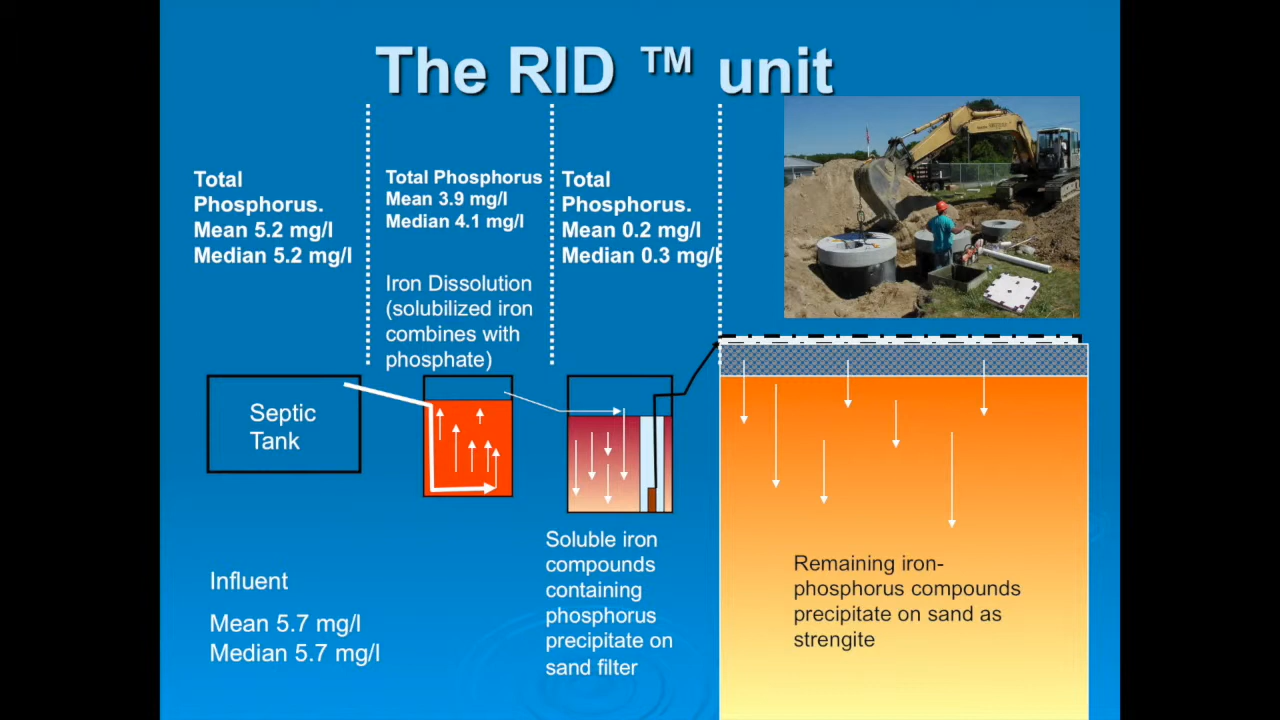 The RID ™ unit
Total
Phosphorus.
Mean 5.2 mg/l
Median 5.2 mg/l
Total Phosphorus
Mean 3.9 mg/l
Median 4.1 mg/l
Total
Phosphorus.
Mean 0.2 mg/l
Median 0.3 mg/l
Iron Dissolution
(solubilized iron
combines with
phosphate)
Septic
Tank
Influent
Mean 5.7 mg/l
Median 5.7 mg/l
Soluble iron
compounds
containing
phosphorus
precipitate on
sand filter
Remaining iron-
phosphorus compounds
precipitate on sand as
strengite